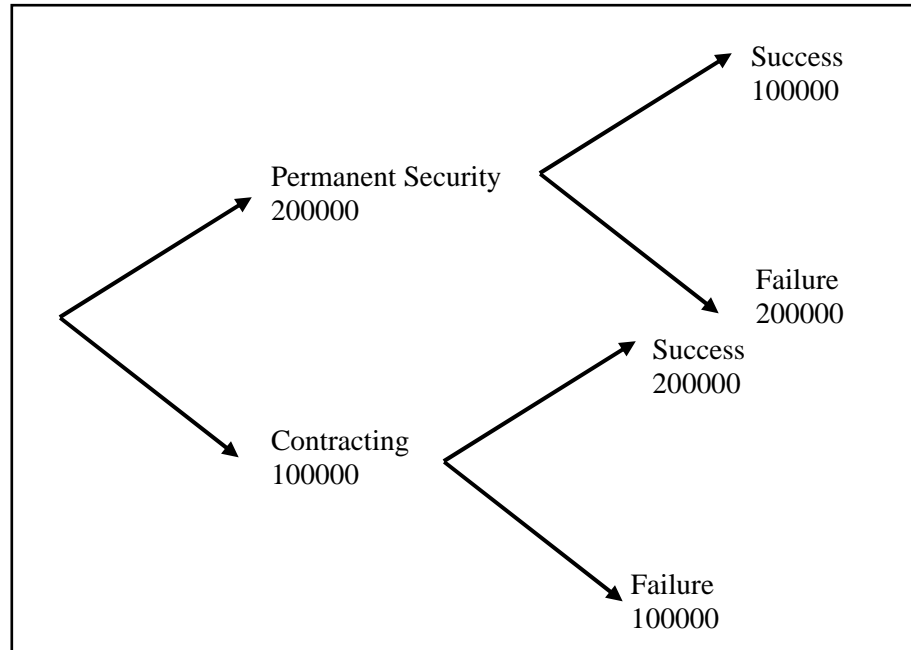 Success
100000
Permanent Security
200000
Failure
200000
Success
200000
Contracting
100000
Failure
100000